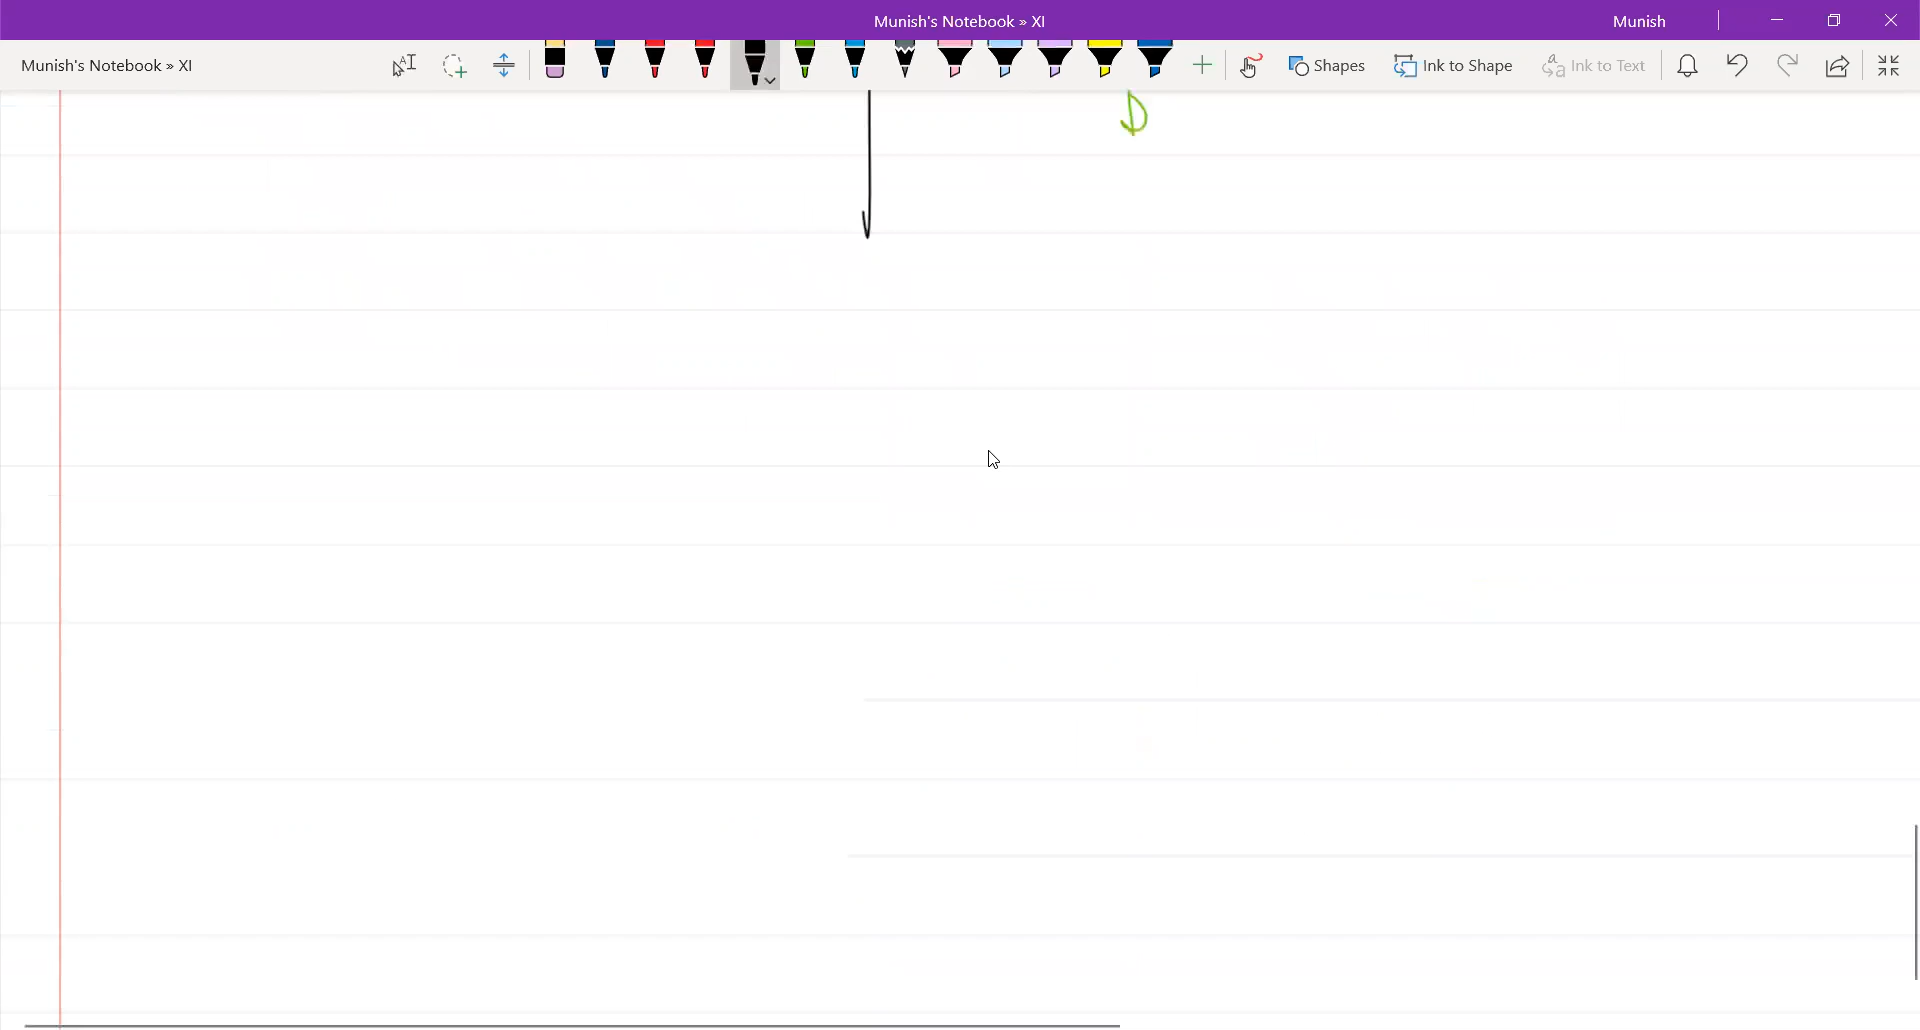 Munish's Notebook » XI
Munish
Munish's Notebook » XI
Shapes
Ink to Shape
Ink to Text
D